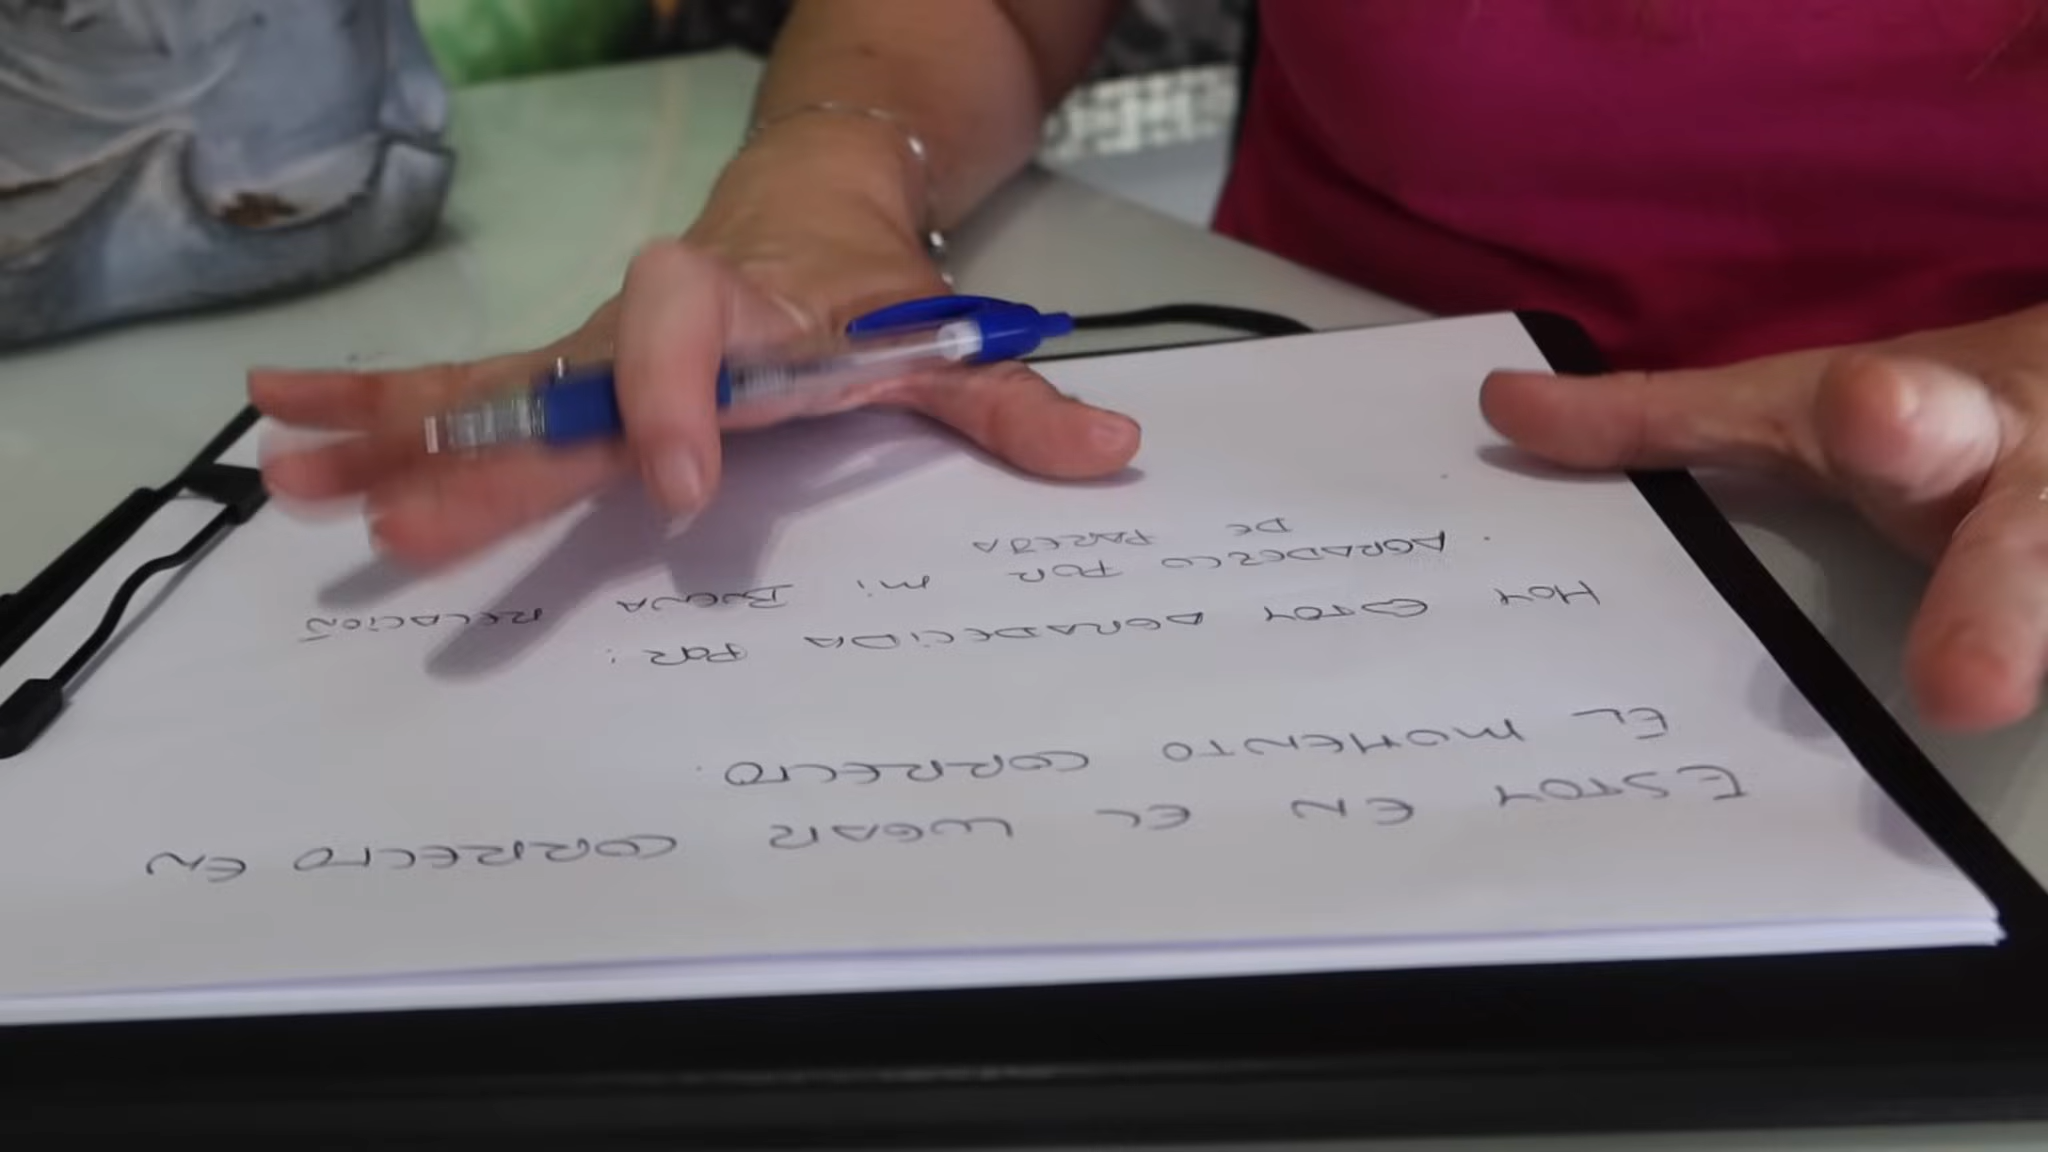 ESTOY EN EL LUGAR CORRECTO EN
EL MOMENTO CORRECTO.
HOY ESTOY AGRADECIDA POR:
· AGRADEZCO POR MI BUENA RELACIÓN
DE PAREJA